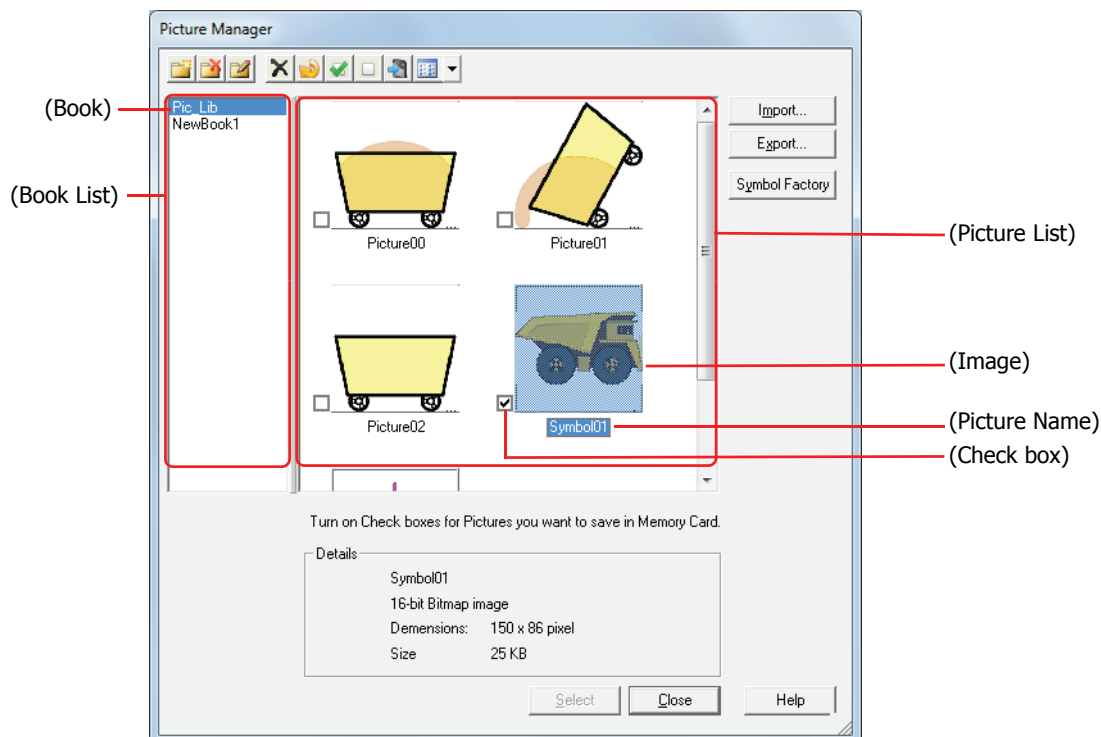 Picture Manager
(Book)
Pic_Lib
NewBook1
(Book List)
Import...
Export...
Symbol Factory
Picture00
Picture01
(Picture List)
(Image)
Picture02
Symbol01
(Picture Name)
(Check box)
Turn on Check boxes for Pictures you want to save in Memory Card.
Details
Symbol01
16-bit Bitmap image
Demensions: 150 x 86 pixel
Size 25 KB
Select Close Help